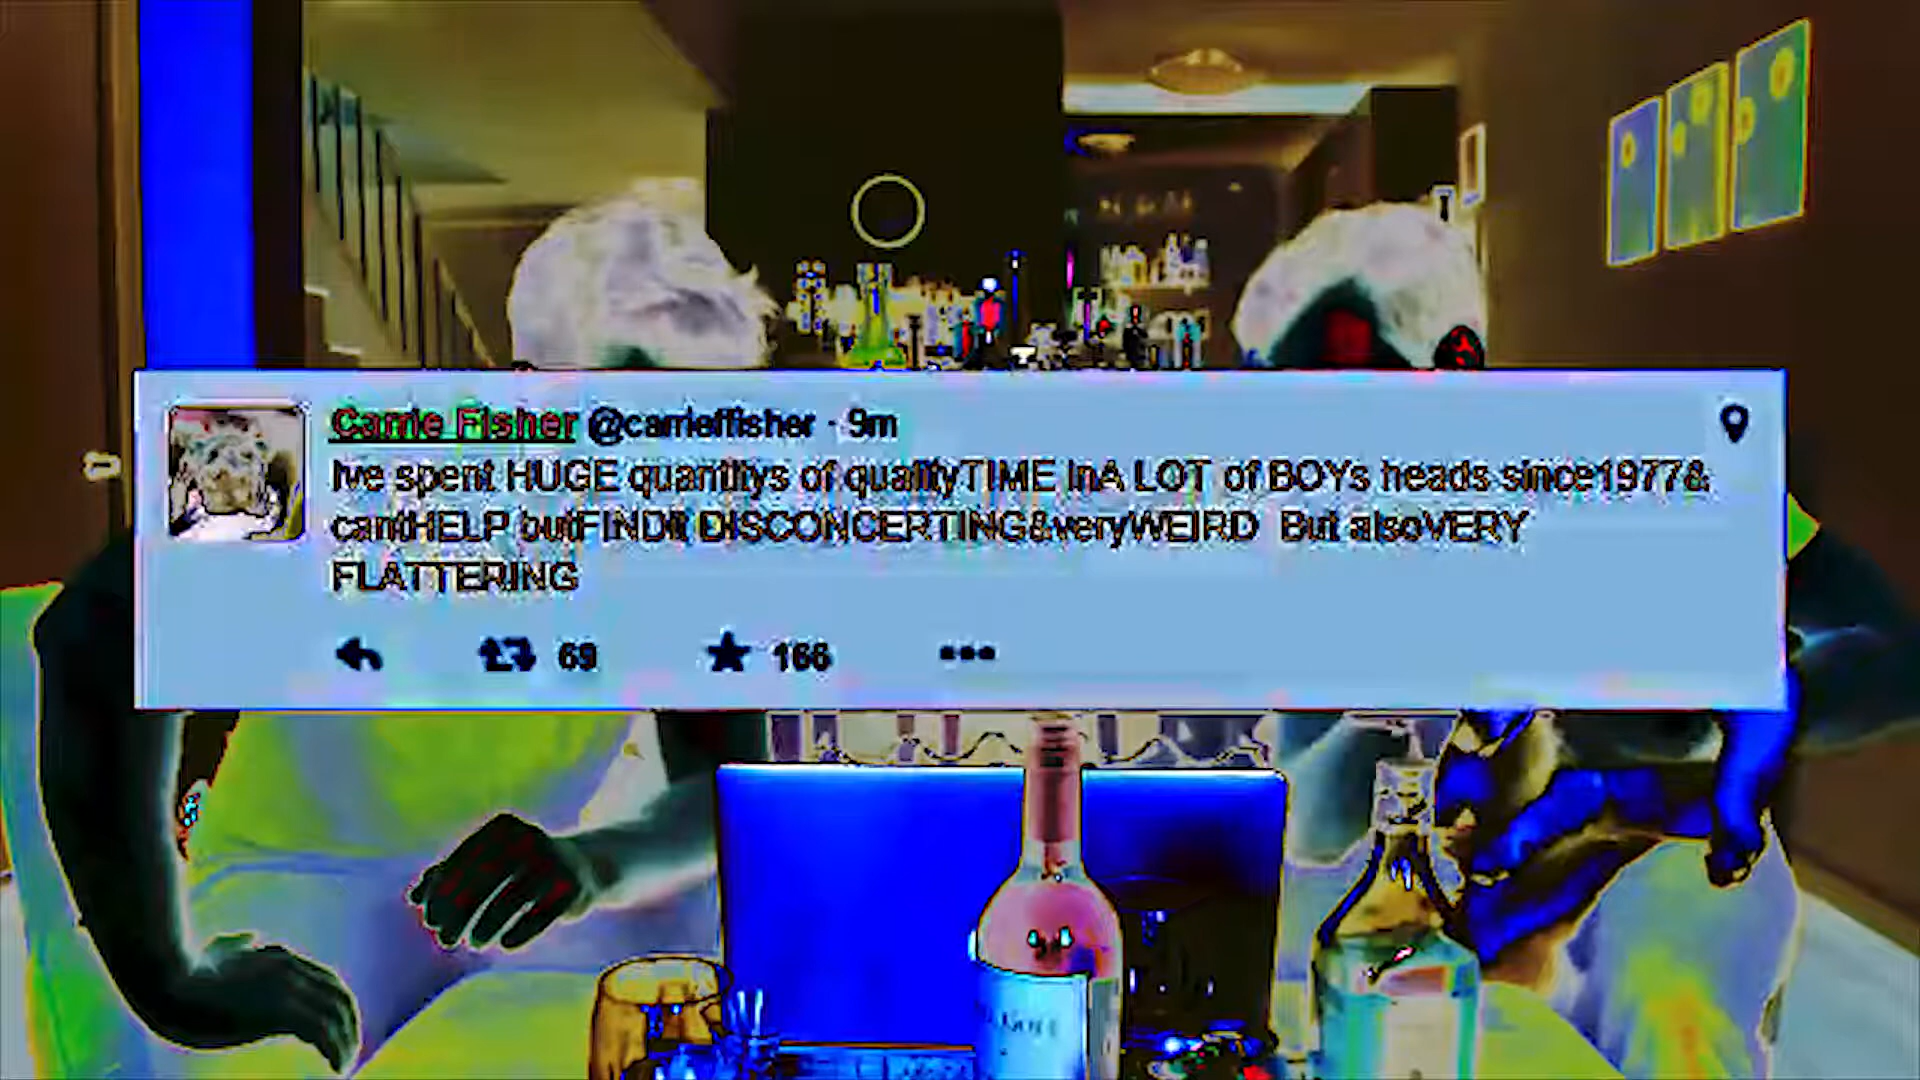 Carrie Fisher @carrieffisher · 9m
Ive spent HUGE quantitys of qualityTIME inA LOT of BOYs heads since1977&
cantHELP butFINDit DISCONCERTING&veryWEIRD But alsoVERY
FLATTERING
69 166